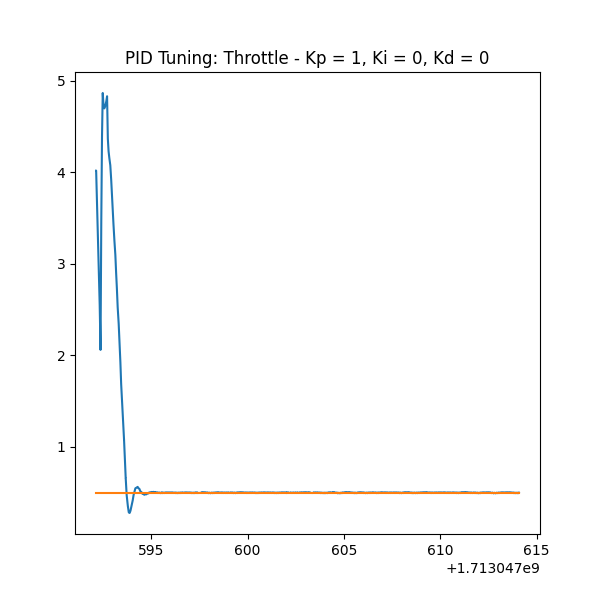 PID Tuning: Throttle - Kp = 1, Ki = 0, Kd = 0
5
4
3
2
1
595 600 605 610 615
+1.713047e9